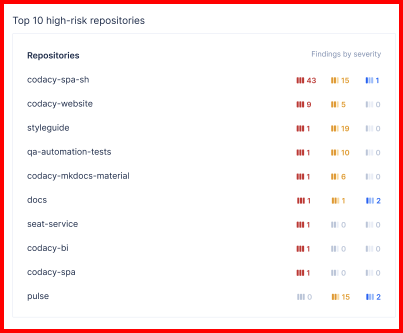 Top 10 high-risk repositories
Repositories Findings by severity
codacy-spa-sh 43 15 1
codacy-website 9 5 0
styleguide 1 19 0
qa-automation-tests 1 10 0
codacy-mkdocs-material 1 6 0
docs 1 1 2
seat-service 1 0 0
codacy-bi 1 0 0
codacy-spa 1 0 0
pulse 0 15 2